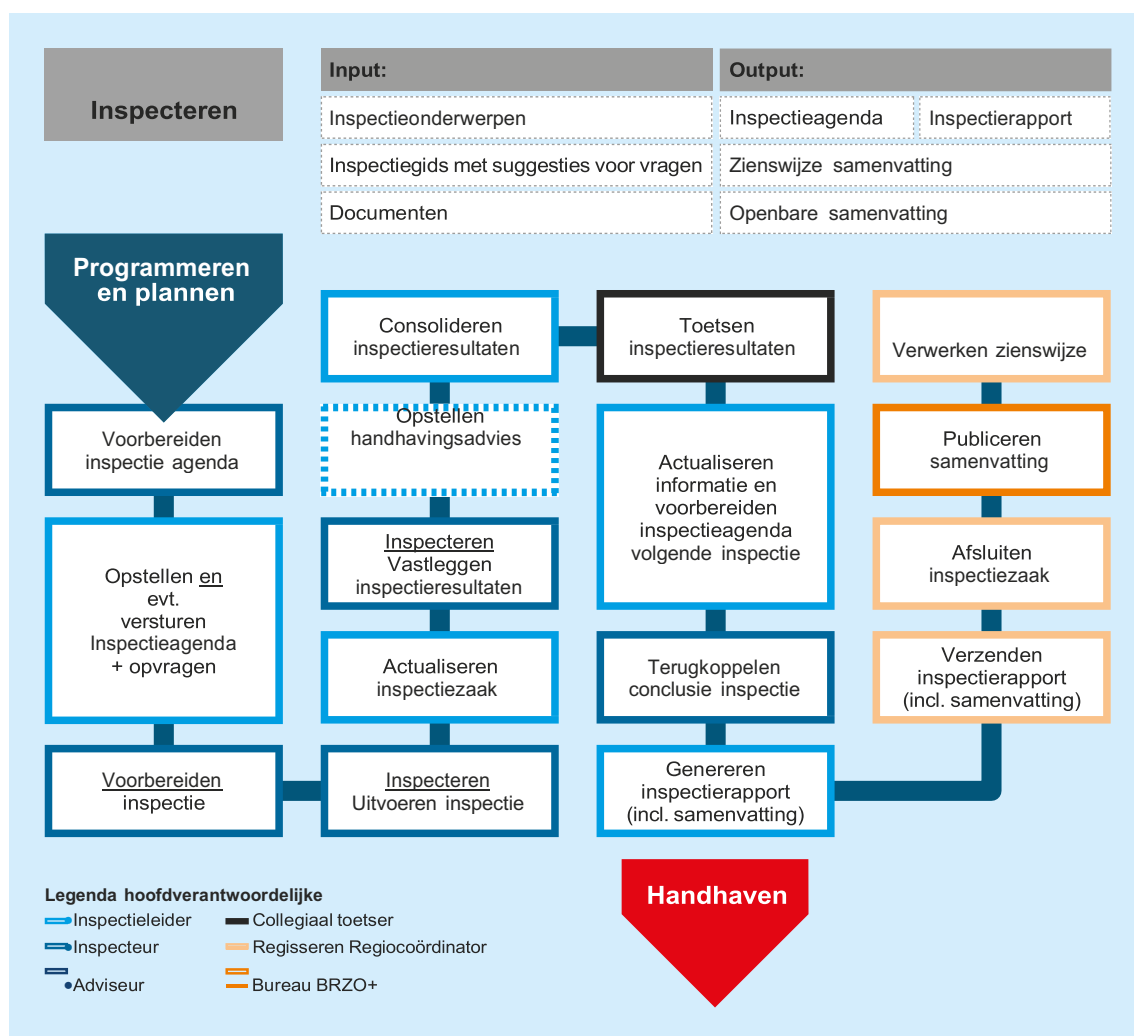 Inspecteren
Input:
Output:
Inspectieonderwerpen
Inspectieagenda
Inspectierapport
Inspectiegids met suggesties voor vragen
Zienswijze samenvatting
Documenten
Openbare samenvatting
Programmeren
en plannen
Voorbereiden
inspectie agenda
Opstellen en
evt.
versturen
Inspectieagenda
+ opvragen
Voorbereiden
inspectie
Consolideren
inspectieresultaten
Opstellen
handhavingsadvies
Inspecteren
Vastleggen
inspectieresultaten
Actualiseren
inspectiezaak
Inspecteren
Uitvoeren inspectie
Toetsen
inspectieresultaten
Actualiseren
informatie en
voorbereiden
inspectieagenda
volgende inspectie
Terugkoppelen
conclusie inspectie
Genereren
inspectierapport
(incl. samenvatting)
Verwerken zienswijze
Publiceren
samenvatting
Afsluiten
inspectiezaak
Verzenden
inspectierapport
(incl. samenvatting)
Handhaven
Legenda hoofdverantwoordelijke
Inspectieleider
Inspecteur
Adviseur
Collegiaal toetser
Regisseren Regiocoördinator
Bureau BRZO+